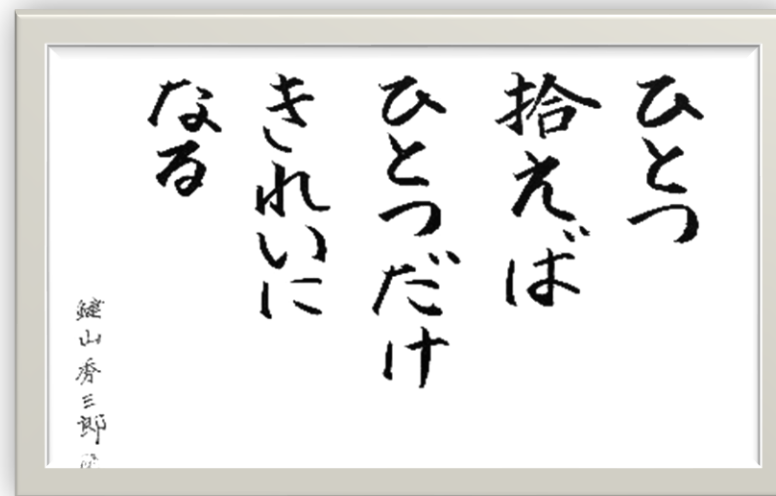 ひとつ
拾えば
ひとつだけ
きれいに
なる
鍵山秀三郎